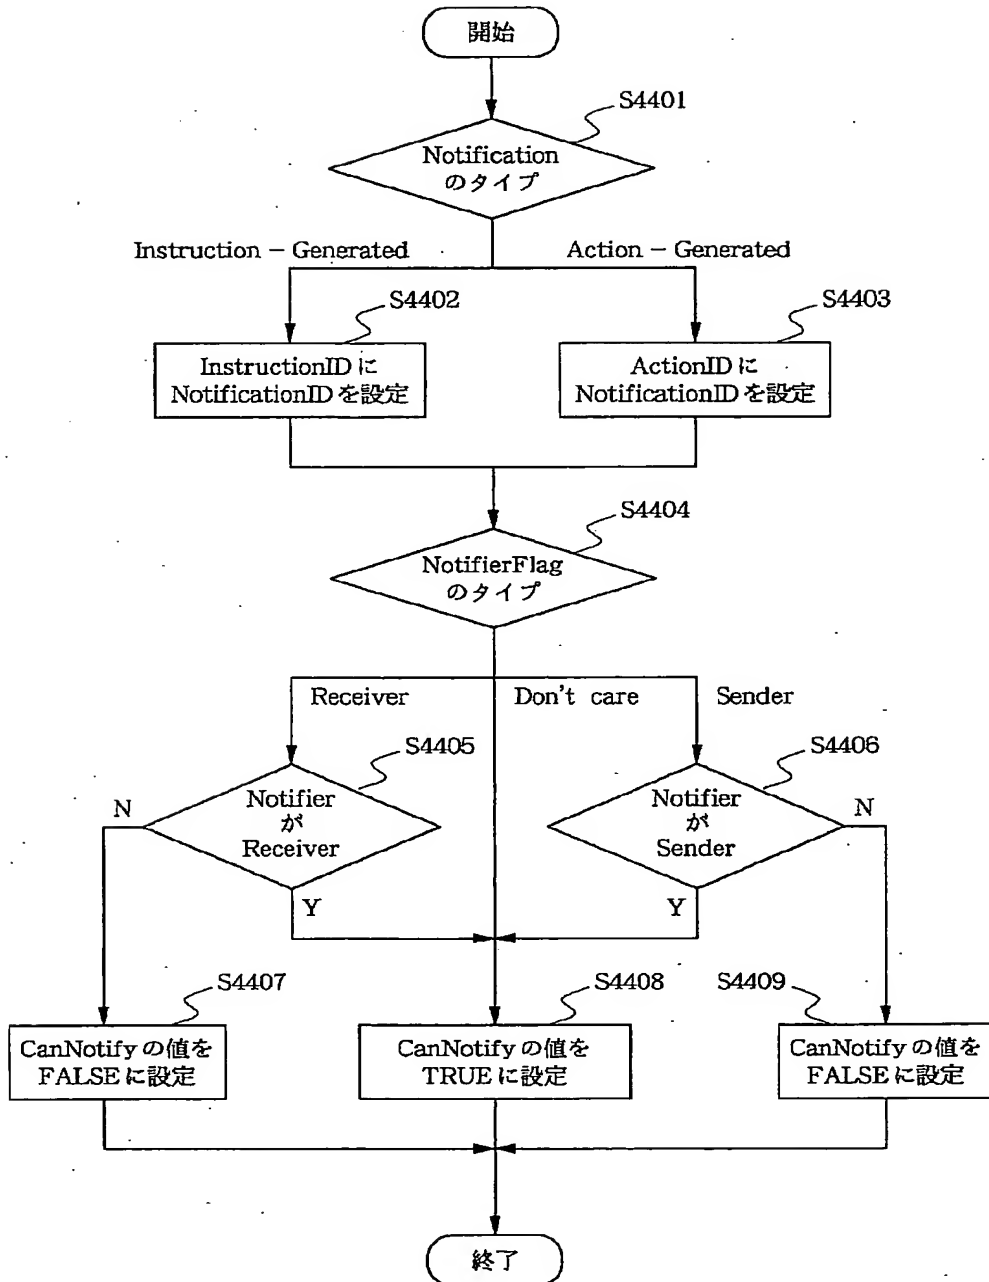 開始
S4401
Notification
のタイプ
Instruction − Generated
Action − Generated
S4402
S4403
InstructionID に
NotificationID を設定
ActionID に
NotificationID を設定
S4404
NotifierFlag
のタイプ
Receiver
Don't care
Sender
S4405
S4406
N
Notifier
が
Receiver
Notifier
が
Sender
N
Y
Y
S4407
S4408
S4409
CanNotify の値を
FALSE に設定
CanNotify の値を
TRUE に設定
CanNotify の値を
FALSE に設定
終了